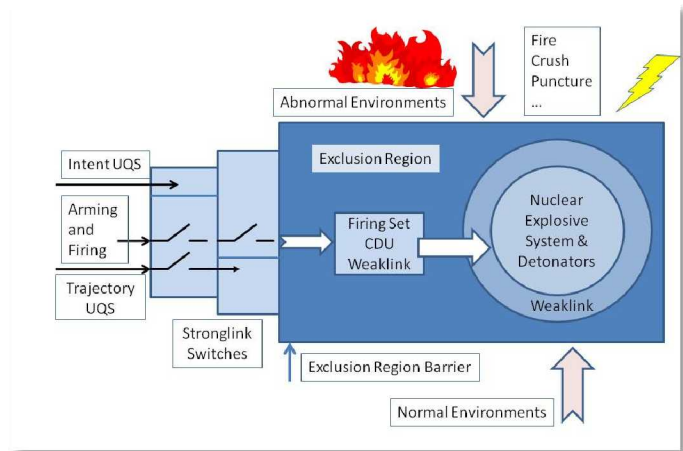 Fire
Crush
Puncture
...
Abnormal Environments
Intent UQS
Exclusion Region
Arming
and
Firing
Firing Set
CDU
Weaklink
Nuclear
Explosive
System &
Detonators
Weaklink
Trajectory
UQS
Stronglink
Switches
Exclusion Region Barrier
Normal Environments